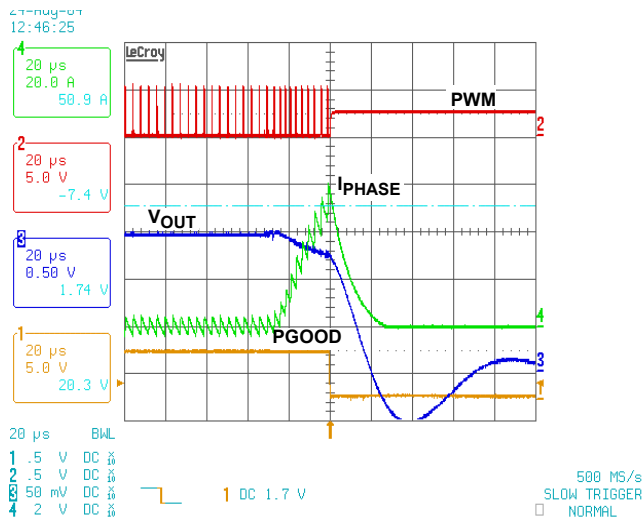 24-Aug-04
12:46:25
4
20 µs
20.0 A
50.9 A
2
20 µs
5.0 V
-7.4 V
3
20 µs
0.50 V
1.74 V
1
20 µs
5.0 V
20.3 V
LeCroy
PWM
2
IPHASE
VOUT
PGOOD
4
3
1
20 µs BWL
1 .5 V DC X10
2 .5 V DC X10
3 50 mV DC X10
4 2 V DC X10
1 DC 1.7 V
500 MS/s
SLOW TRIGGER
NORMAL